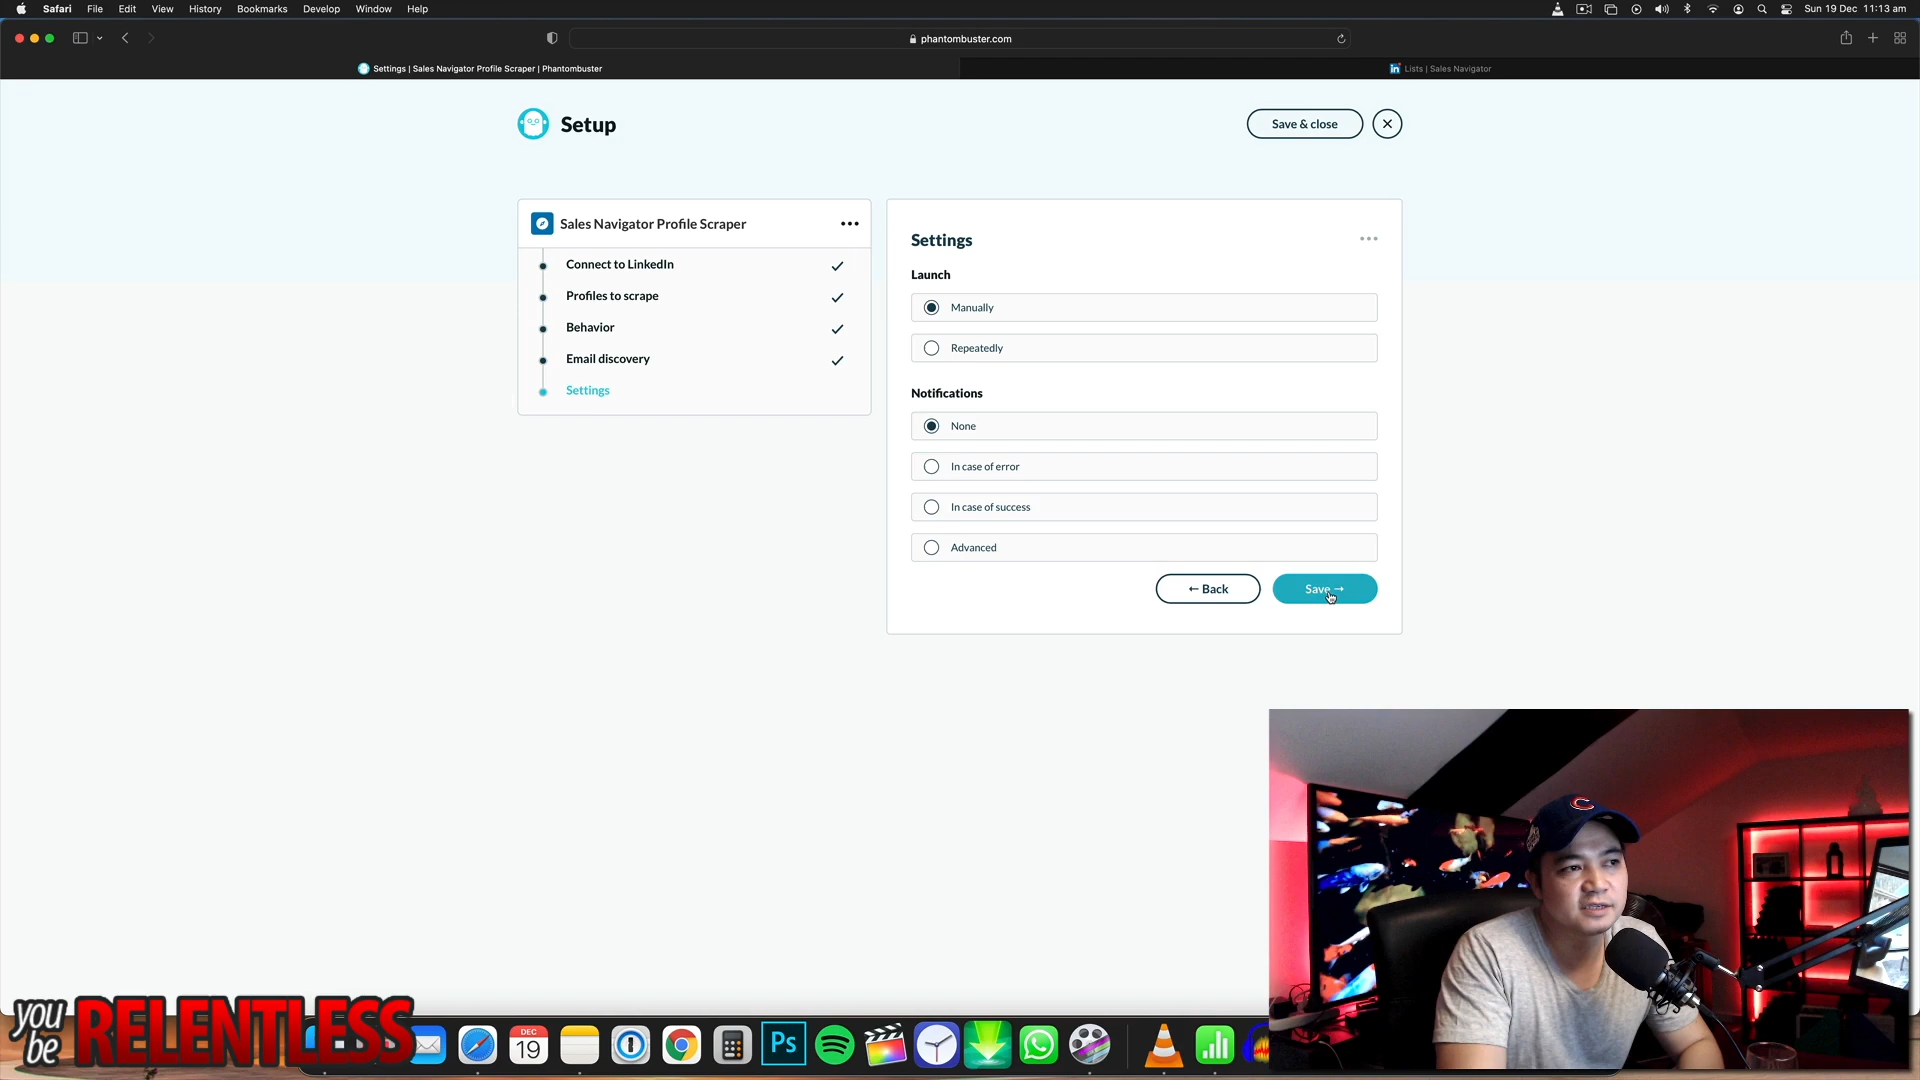 Safari File Edit View History Bookmarks Develop Window Help Sun 19 Dec 11:13 am
phantombuster.com
Settings | Sales Navigator Profile Scraper | Phantombuster
Lists | Sales Navigator
Setup
Save & close
Sales Navigator Profile Scraper
Connect to LinkedIn
Profiles to scrape
Behavior
Email discovery
Settings
Settings
Launch
Manually
Repeatedly
Notifications
None
In case of error
In case of success
Advanced
← Back
Save →
you be RELENTLESS
DEC
19
Ps